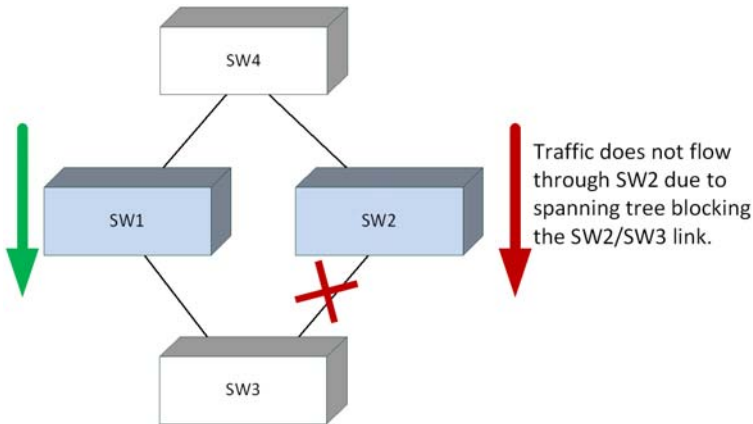 SW4
Traffic does not flow
through SW2 due to
spanning tree blocking
the SW2/SW3 link.
SW1
SW2
SW3